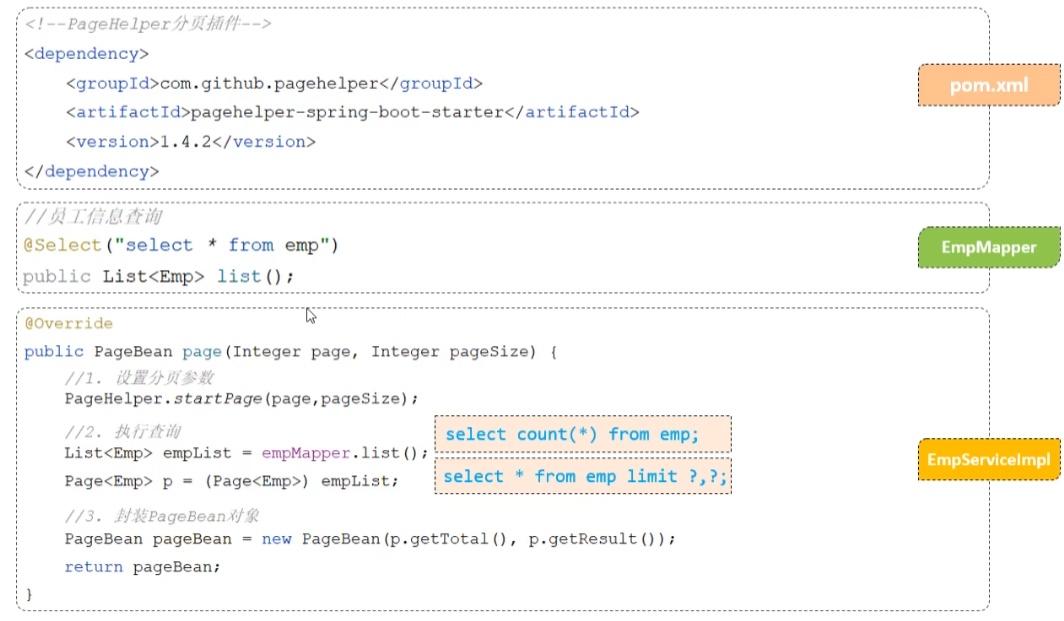 <!--PageHelper分页插件-->
<dependency>
    <groupId>com.github.pagehelper</groupId>
    <artifactId>pagehelper-spring-boot-starter</artifactId>
    <version>1.4.2</version>
</dependency>
pom.xml
//员工信息查询
@Select("select * from emp")
public List<Emp> list();
EmpMapper
@Override
public PageBean page(Integer page, Integer pageSize) {
    //1. 设置分页参数
    PageHelper.startPage(page,pageSize);
    //2. 执行查询
    List<Emp> empList = empMapper.list();
    Page<Emp> p = (Page<Emp>) empList;
select count(*) from emp;
select * from emp limit ?,?;
    //3. 封装PageBean对象
    PageBean pageBean = new PageBean(p.getTotal(), p.getResult());
    return pageBean;
}
EmpServiceImpl